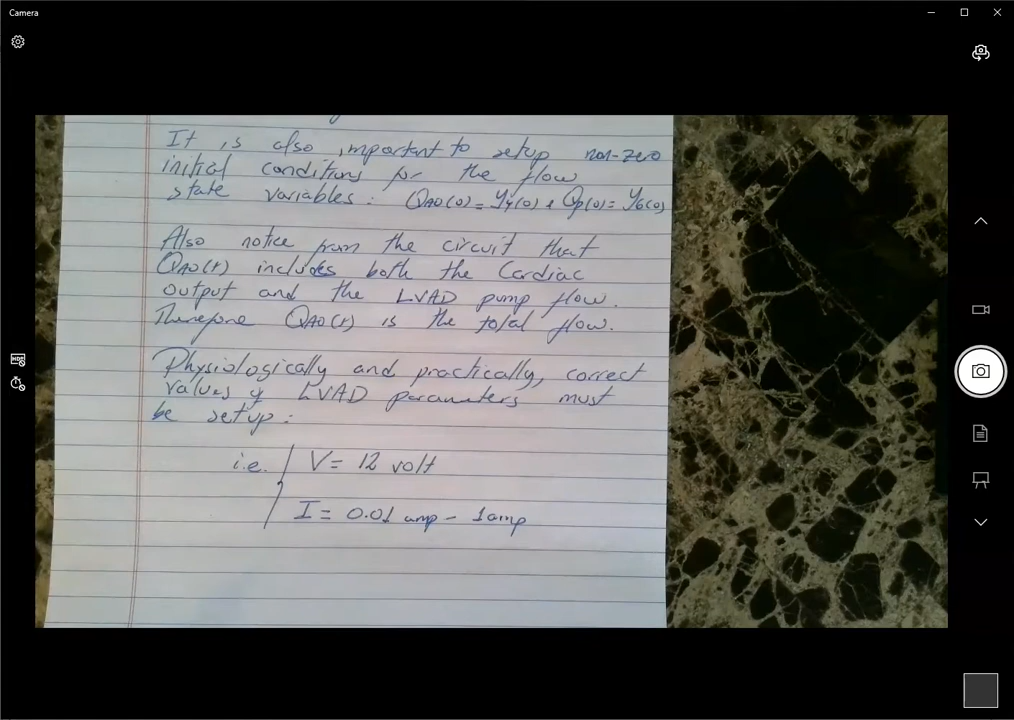 Camera
It is also important to setup non-zero
initial conditions for the flow
state variables : QAO(0) = y4(0) & Qp(0) = y6(0)
Also notice from the circuit that
QAO(t) includes both the Cardiac
output and the LVAD pump flow.
Therefore QAO(t) is the total flow.
Physiologically and practically, correct
values of LVAD parameters must
be setup :
i.e. V = 12 volt
I = 0.01 amp - 1 amp